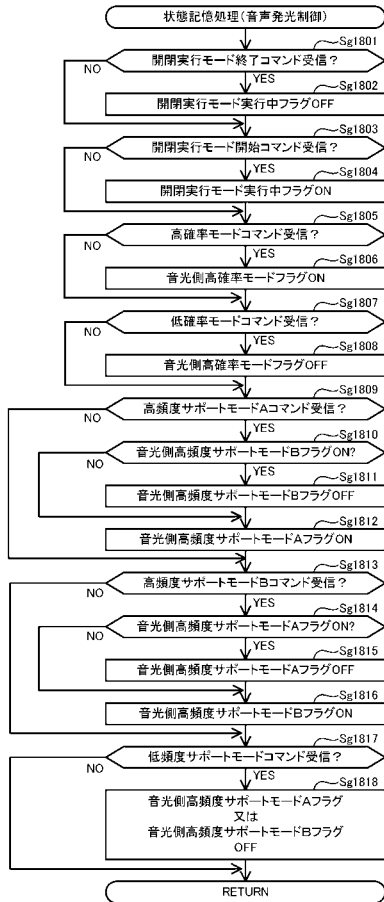 状態記憶処理(音声発光制御)
Sg1801
開閉実行モード終了コマンド受信?
NO
YES
Sg1802
開閉実行モード実行中フラグOFF
Sg1803
開閉実行モード開始コマンド受信?
NO
YES
Sg1804
開閉実行モード実行中フラグON
Sg1805
高確率モードコマンド受信?
NO
YES
Sg1806
音光側高確率モードフラグON
Sg1807
低確率モードコマンド受信?
NO
YES
Sg1808
音光側高確率モードフラグOFF
Sg1809
高頻度サポートモードAコマンド受信?
NO
YES
Sg1810
音光側高頻度サポートモードBフラグON?
NO
YES
Sg1811
音光側高頻度サポートモードBフラグOFF
Sg1812
音光側高頻度サポートモードAフラグON
Sg1813
高頻度サポートモードBコマンド受信?
NO
YES
Sg1814
音光側高頻度サポートモードAフラグON?
NO
YES
Sg1815
音光側高頻度サポートモードAフラグOFF
Sg1816
音光側高頻度サポートモードBフラグON
Sg1817
低頻度サポートモードコマンド受信?
NO
YES
Sg1818
音光側高頻度サポートモードAフラグ
又は
音光側高頻度サポートモードBフラグ
OFF
RETURN